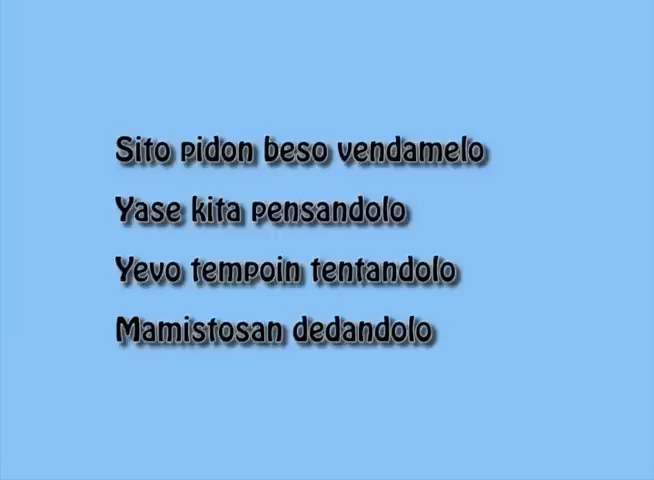 Sito pidon beso vendamelo
Yase kita pensandolo
Yevo tempoin tentandolo
Mamistosan dedandolo